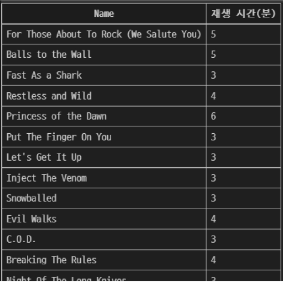 Name 재생 시간(분)
For Those About To Rock (We Salute You) 5
Balls to the Wall 5
Fast As a Shark 3
Restless and Wild 4
Princess of the Dawn 6
Put The Finger On You 3
Let's Get It Up 3
Inject The Venom 3
Snowballed 3
Evil Walks 4
C.O.D. 3
Breaking The Rules 4
Night Of The Long Knives 3